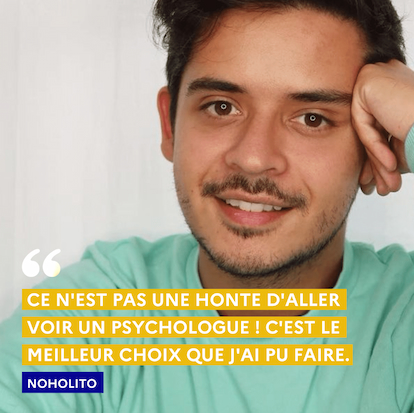 CE N'EST PAS UNE HONTE D'ALLER
VOIR UN PSYCHOLOGUE ! C'EST LE
MEILLEUR CHOIX QUE J'AI PU FAIRE.
NOHOLITO